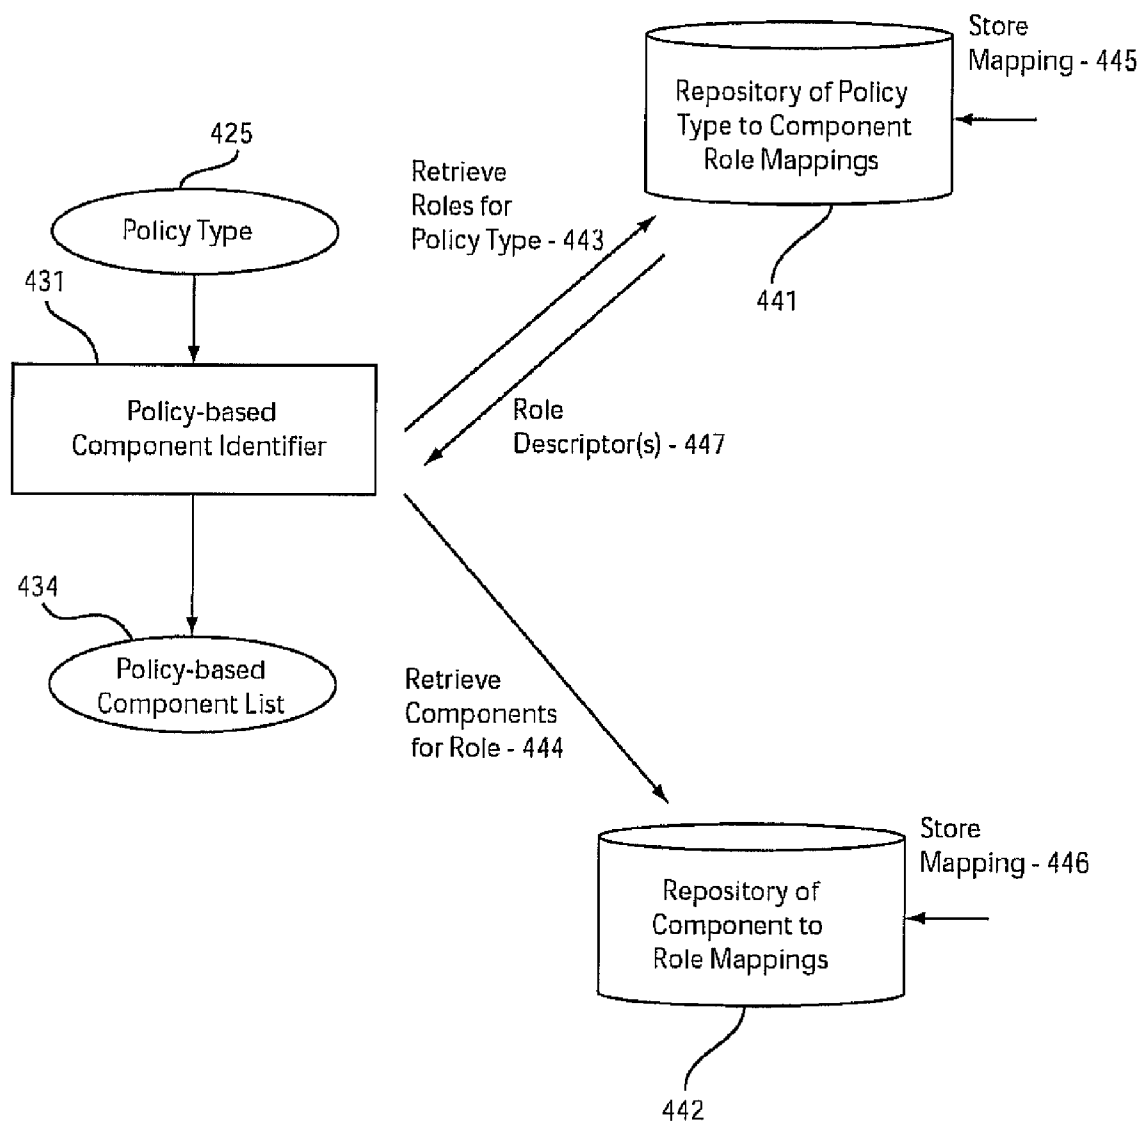 Store
Mapping - 445
Repository of Policy
Type to Component
Role Mappings
425
Retrieve
Roles for
Policy Type - 443
Policy Type
431
441
Policy-based
Component Identifier
Role
Descriptor(s) - 447
434
Policy-based
Component List
Retrieve
Components
for Role - 444
Store
Mapping - 446
Repository of
Component to
Role Mappings
442